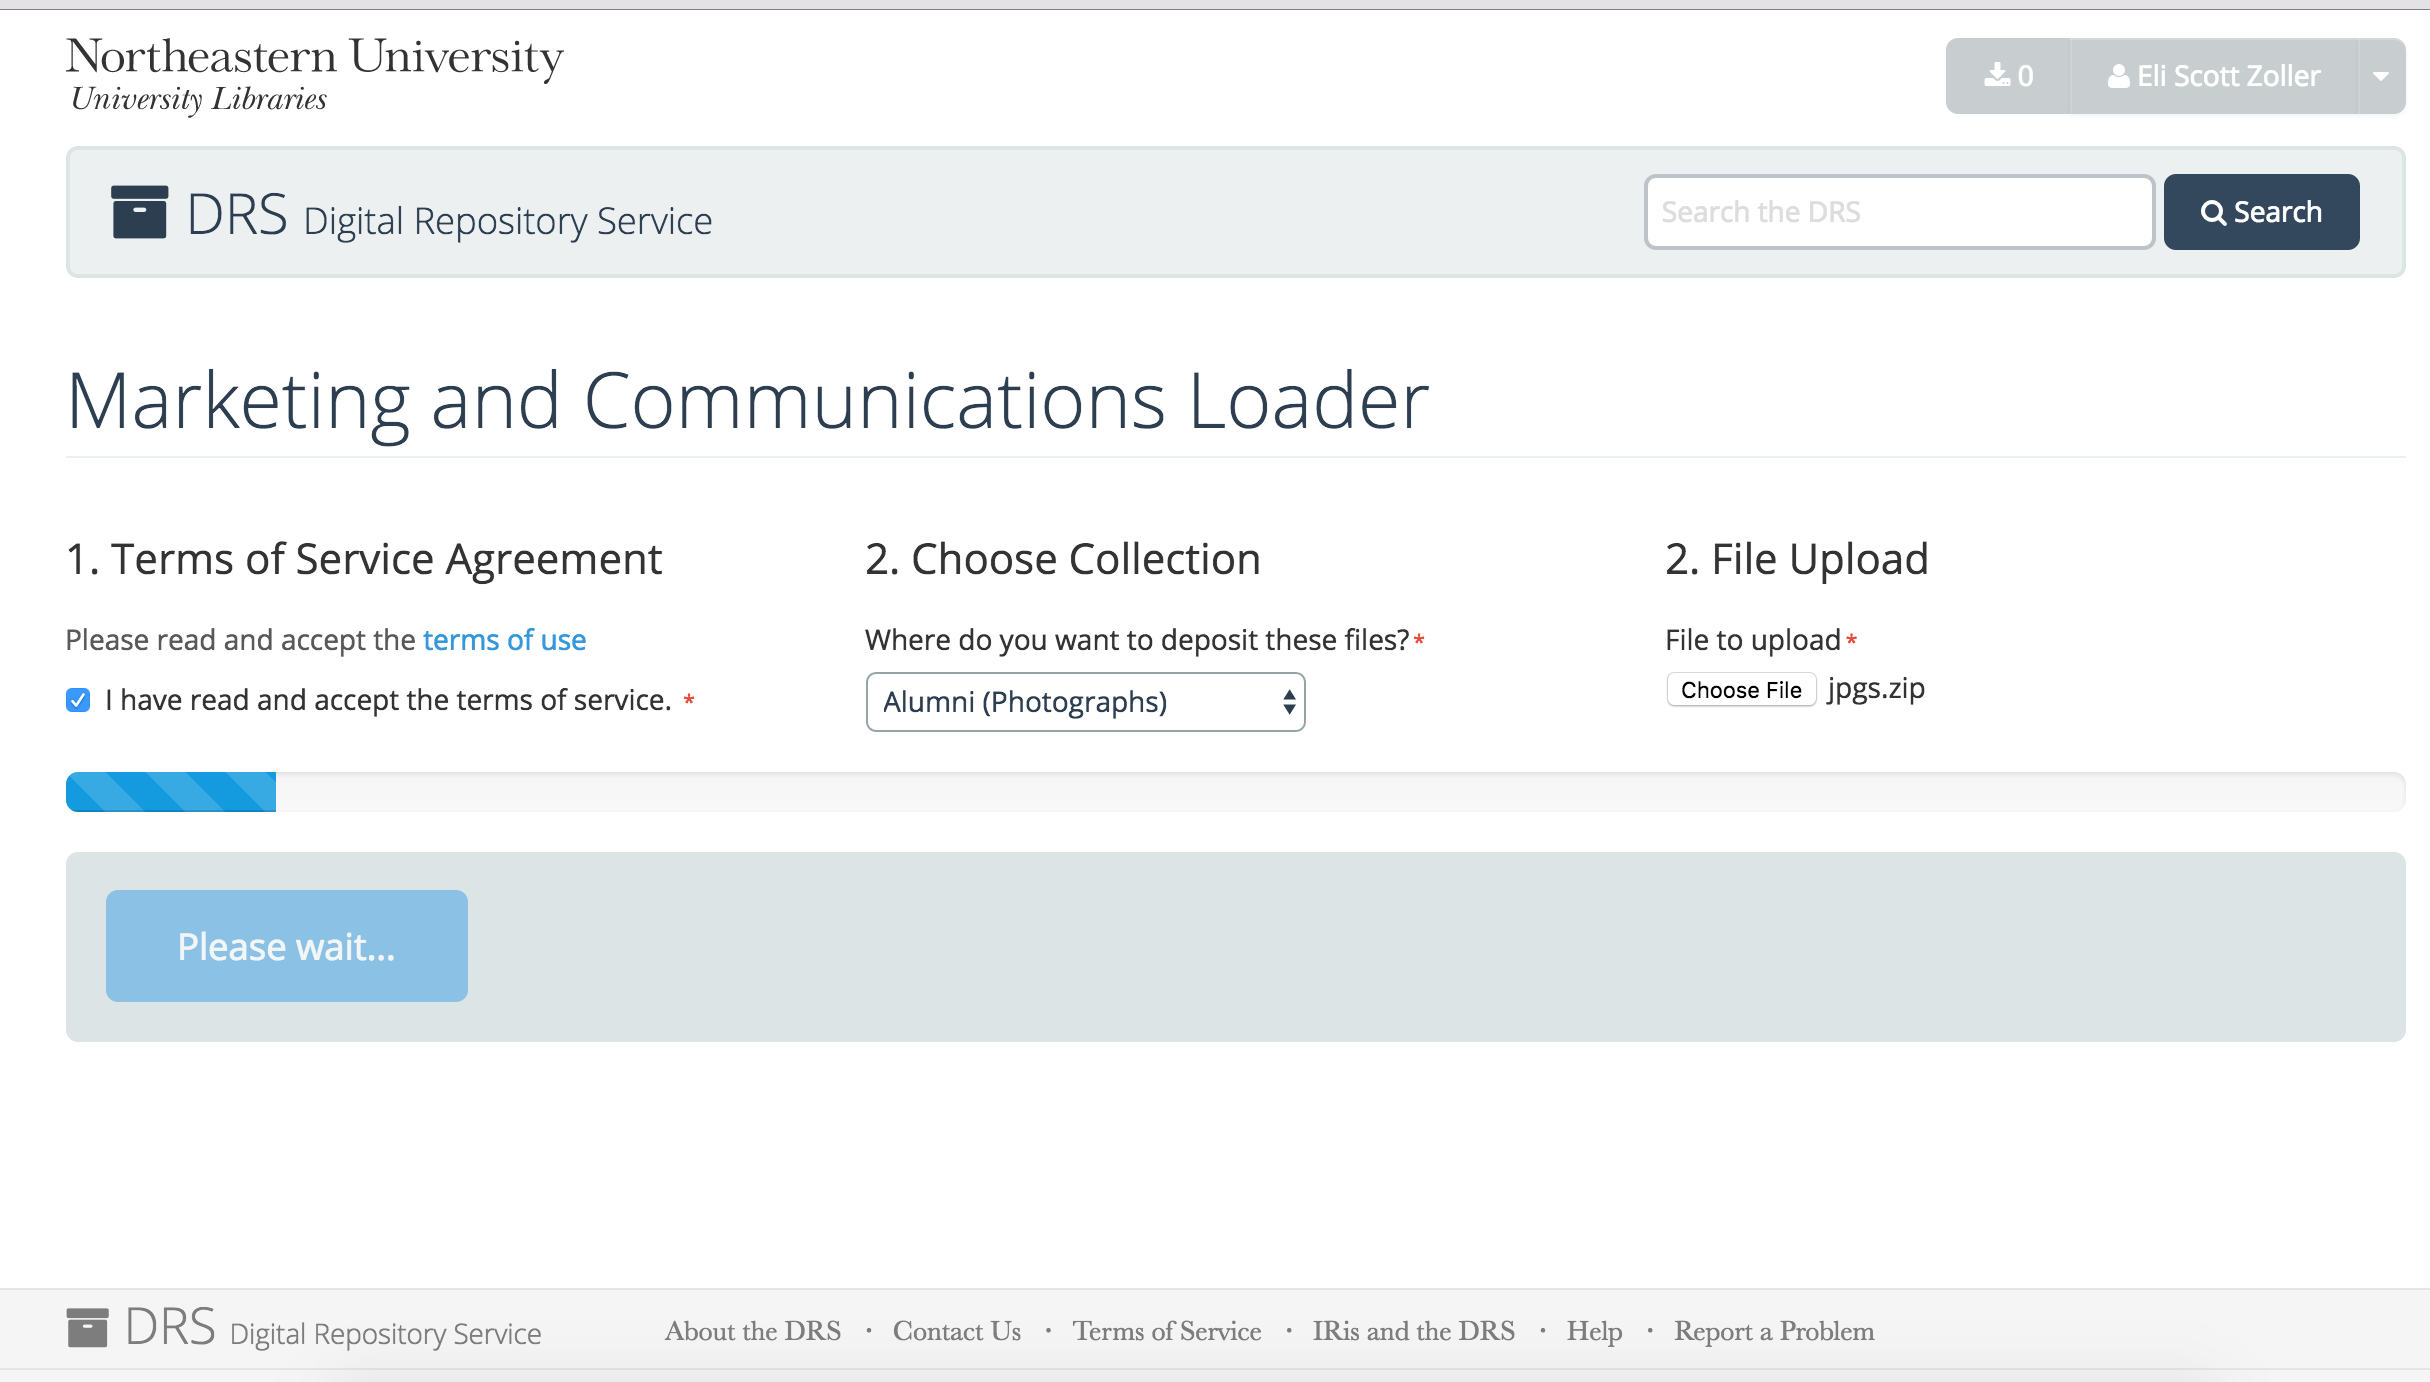 Northeastern University
University Libraries
0
Eli Scott Zoller
DRS Digital Repository Service
Search the DRS
Search
Marketing and Communications Loader
1. Terms of Service Agreement
Please read and accept the terms of use
I have read and accept the terms of service. *
2. Choose Collection
Where do you want to deposit these files?*
Alumni (Photographs)
2. File Upload
File to upload*
Choose File jpgs.zip
Please wait...
DRS Digital Repository Service
About the DRS · Contact Us · Terms of Service · IRis and the DRS · Help · Report a Problem